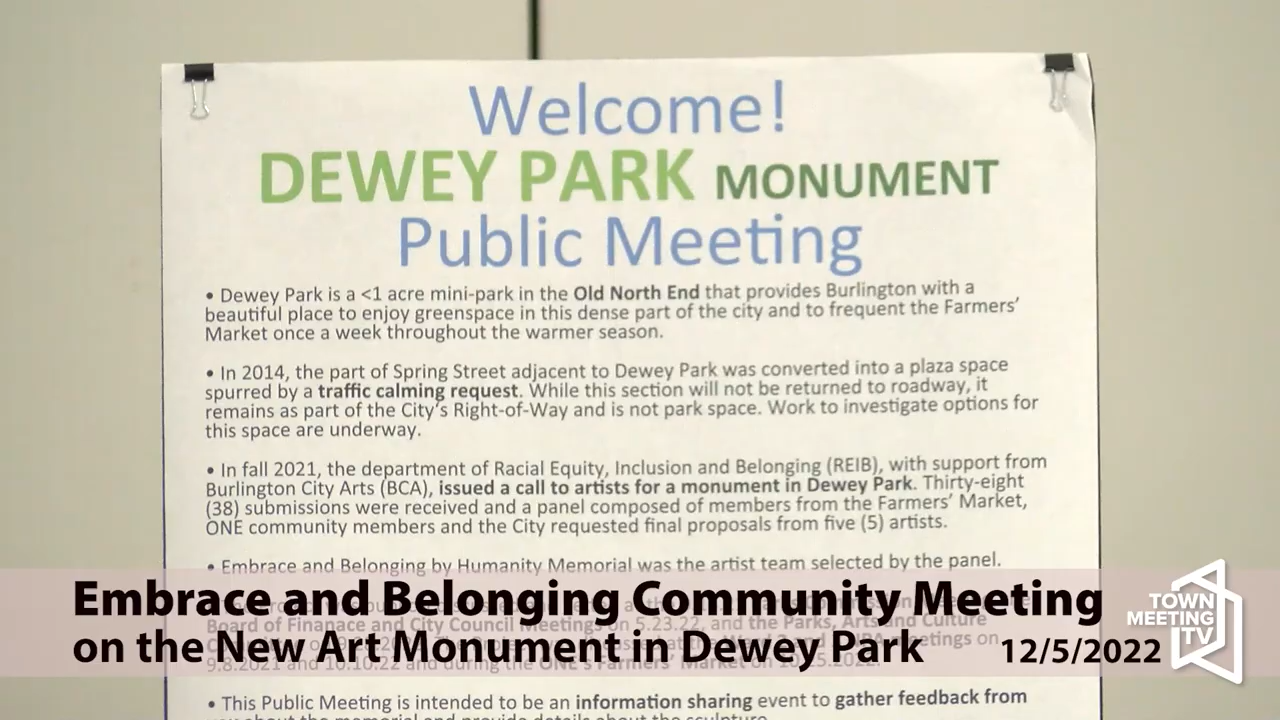 Welcome!
DEWEY PARK MONUMENT
Public Meeting
• Dewey Park is a <1 acre mini-park in the Old North End that provides Burlington with a
beautiful place to enjoy greenspace in this dense part of the city and to frequent the Farmers'
Market once a week throughout the warmer season.
• In 2014, the part of Spring Street adjacent to Dewey Park was converted into a plaza space
spurred by a traffic calming request. While this section will not be returned to roadway, it
remains as part of the City's Right-of-Way and is not park space. Work to investigate options for
this space are underway.
• In fall 2021, the department of Racial Equity, Inclusion and Belonging (REIB), with support from
Burlington City Arts (BCA), issued a call to artists for a monument in Dewey Park. Thirty-eight
(38) submissions were received and a panel composed of members from the Farmers' Market,
ONE community members and the City requested final proposals from five (5) artists.
• Embrace and Belonging by Humanity Memorial was the artist team selected by the panel.
Embrace and Belonging Community Meeting
Board of Finanace and City Council Meetings on 5.23.22, and the Parks, Arts and Culture
on the New Art Monument in Dewey Park 12/5/2022
9.8.2021 and 10.10.22 and during the ONE's Farmers' Market on
TOWN
MEETING
TV
• This Public Meeting is intended to be an information sharing event to gather feedback from
you about the memorial and provide details about the sculpture.